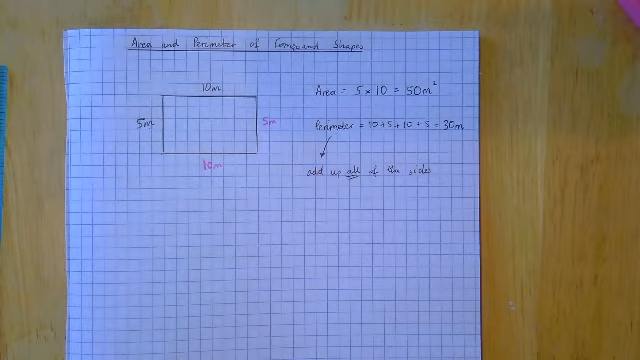 Area and Perimeter of Compound Shapes
10m
5m
5m
10m
Area = 5 × 10 = 50m²
Perimeter = 10 + 5 + 10 + 5 = 30m
add up all of the sides